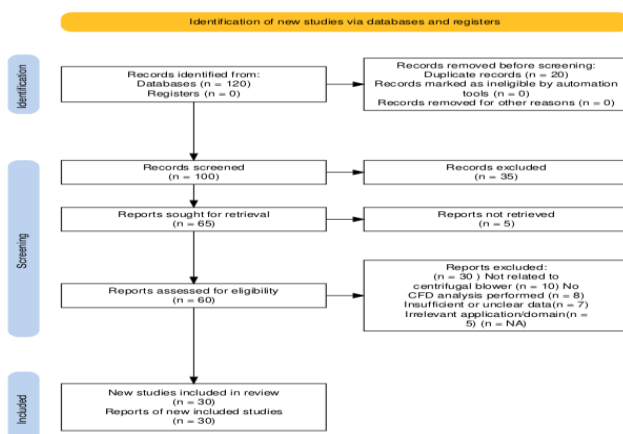 Identification of new studies via databases and registers
Identification
Records identified from:
Databases (n = 120)
Registers (n = 0)
Records removed before screening:
Duplicate records (n = 20)
Records marked as ineligible by automation
tools (n = 0)
Records removed for other reasons (n = 0)
Screening
Records screened
(n = 100)
Records excluded
(n = 35)
Reports sought for retrieval
(n = 65)
Reports not retrieved
(n = 5)
Reports assessed for eligibility
(n = 60)
Reports excluded:
(n = 30 ) Not related to
centrifugal blower (n = 10) No
CFD analysis performed (n = 8)
Insufficient or unclear data(n = 7)
Irrelevant application/domain(n =
5) (n = NA)
Included
New studies included in review
(n = 30)
Reports of new included studies
(n = 30)